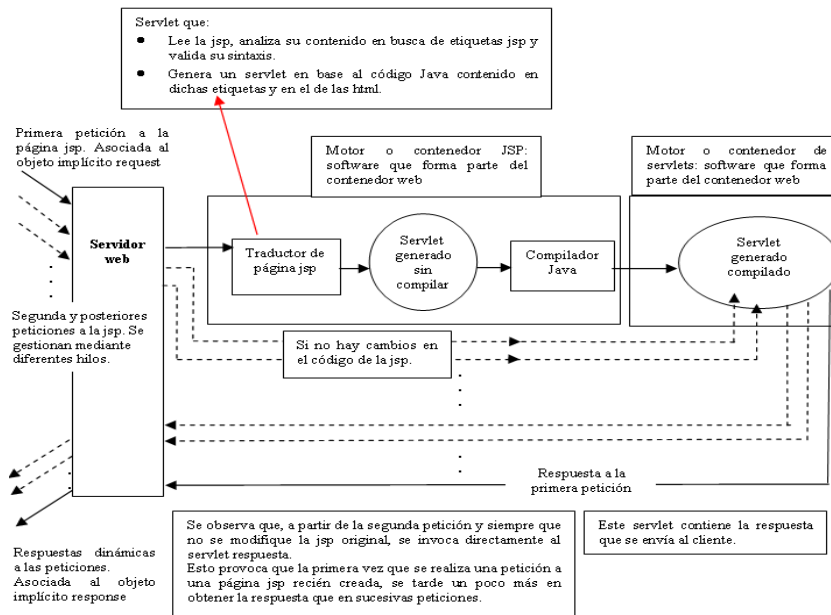 Servlet que:
● Lee la jsp, analiza su contenido en busca de etiquetas jsp y
valida su sintaxis.
● Genera un servlet en base al código Java contenido en
dichas etiquetas y en el de las html.
Primera petición a la
página jsp. Asociada al
objeto implícito request
Motor o contenedor JSP:
software que forma parte del
contenedor web
Motor o contenedor de
servlets: software que forma
parte del contenedor web
Servidor
web
Traductor de
página jsp
Servlet
generado
sin
compilar
Compilador
Java
Servlet
generado
compilado
Segunda y posteriores
peticiones a la jsp. Se
gestionan mediante
diferentes hilos.
Si no hay cambios en
el código de la jsp.
Respuesta a la
primera petición
Respuestas dinámicas
a las peticiones.
Asociada al objeto
implícito response
Se observa que, a partir de la segunda petición y siempre que
no se modifique la jsp original, se invoca directamente al
servlet respuesta.
Esto provoca que la primera vez que se realiza una petición a
una página jsp recién creada, se tarde un poco más en
obtener la respuesta que en sucesivas peticiones.
Este servlet contiene la respuesta
que se envía al cliente.